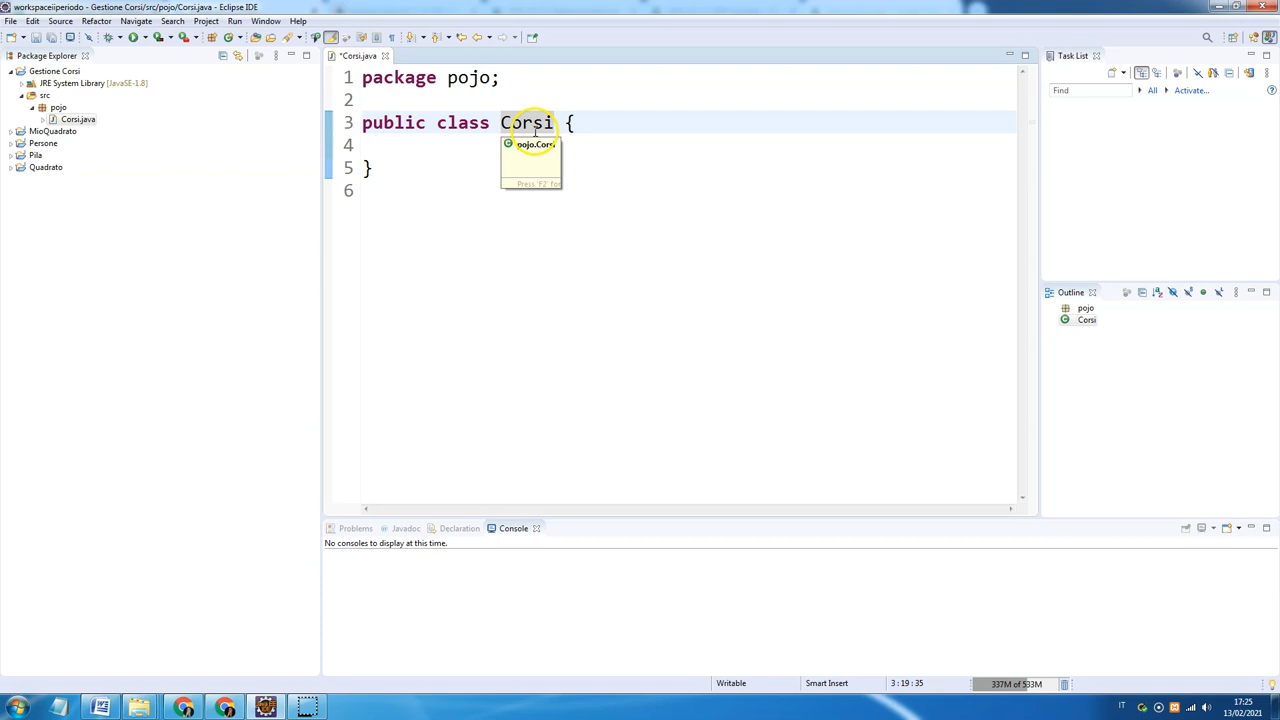 workspaceiiperiodo - Gestione Corsi/src/pojo/Corsi.java - Eclipse IDE
File Edit Source Refactor Navigate Search Project Run Window Help
Package Explorer
Gestione Corsi
JRE System Library [JavaSE-1.8]
src
pojo
Corsi.java
MioQuadrato
Persone
Pila
Quadrato
*Corsi.java
1 package pojo;
2
3 public class Corsi {
4
5 }
6
pojo.Corsi
Press 'F2' for
Task List
Find All Activate...
Outline
pojo
Corsi
Problems Javadoc Declaration Console
No consoles to display at this time.
Writable Smart Insert 3 : 19 : 35 337M of 533M
IT 17:25
13/02/2021